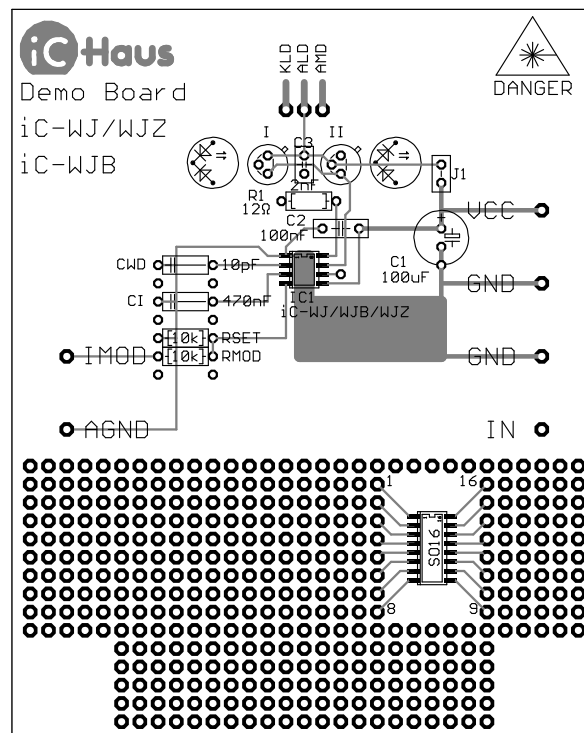 iC Haus
Demo Board
iC-WJ/WJZ
iC-WJB
KLD
ALD
AMD
DANGER
I
C3
II
2nF
J1
R1
12Ω
C2
100nF
VCC
CWD
10pF
C1
100uF
GND
CI
470nF
IC1
iC-WJ/WJB/WJZ
10k
RSET
IMOD
10k
RMOD
GND
AGND
IN
1
16
SO16
8
9